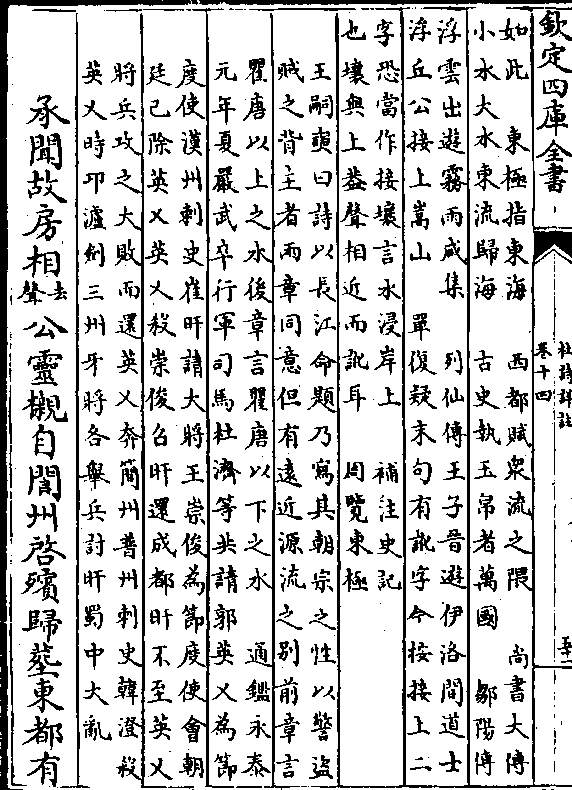 欽定四庫全書
杜詩詳註
卷十四
如此　東極指東海　西都賦衆流之隈　尚書大傳
小水大水東流歸海　古史執玉帛者萬國　鄒陽傳
浮雲出遊霧雨咸集　列仙傳王子晉遊伊洛間道士
浮丘公接上嵩山　單復疑末句有訛字今按接上二
字恐當作接壤言水浸岸上　補注史記
也壤與上益聲相近而訛耳　周覽東極
王嗣奭曰詩以長江命題乃寫其朝宗之性以警盜
賊之背主者兩章同意但有遠近源流之别前章言
瞿唐以上之水後章言瞿唐以下之水　通鑑永泰
元年夏嚴武卒行軍司馬杜濟等共請郭英乂為節
度使漢州刺史崔旰請大將王崇俊為節度使會朝
廷已除英乂英乂殺崇俊召旰還成都旰不至英乂
將兵攻之大敗而還英乂奔簡州普州刺史韓澄殺
英乂時邛瀘劍三州牙將各舉兵討旰蜀中大亂
承聞故房相去聲公靈櫬自閬州啓殯歸塟東都有